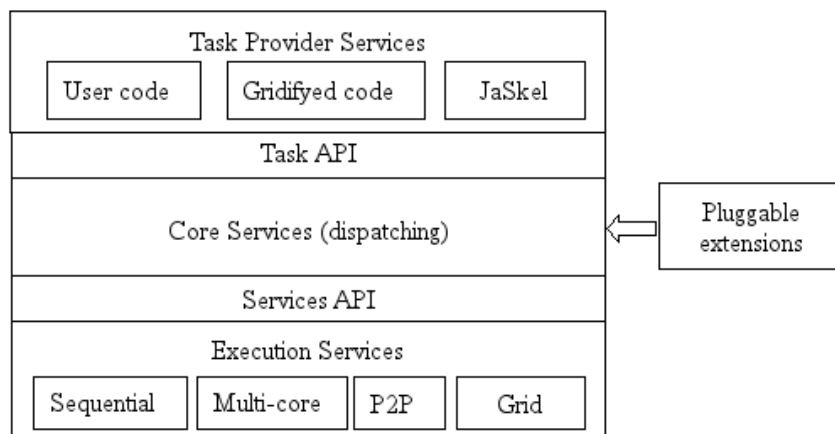 Task Provider Services
User code
Gridifyed code
JaSkel
Task API
Core Services (dispatching)
Pluggable
extensions
Services API
Execution Services
Sequential
Multi-core
P2P
Grid